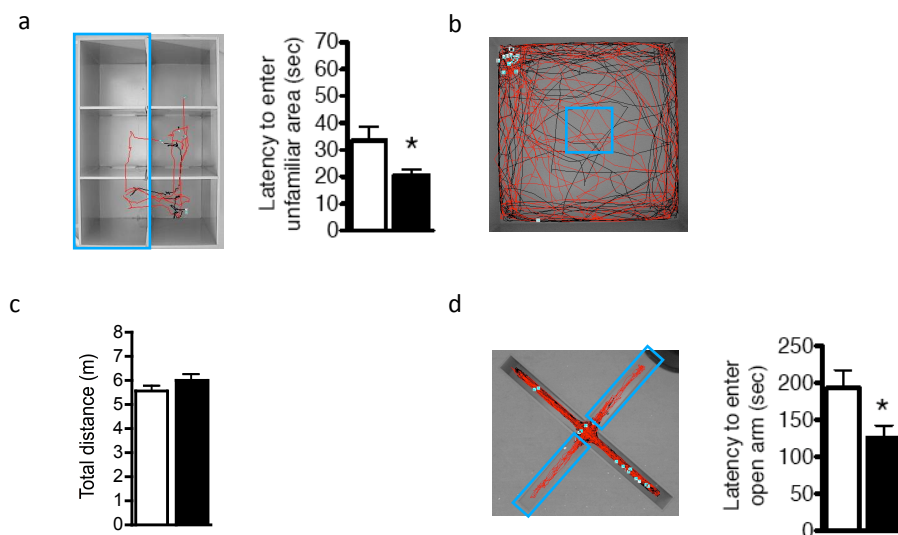 a
Latency to enter
unfamiliar area (sec)
70
60
50
40
30
20
10
0
*
b
c
Total distance (m)
8
7
6
5
4
3
2
1
0
d
Latency to enter
open arm (sec)
250
200
150
100
50
0
*